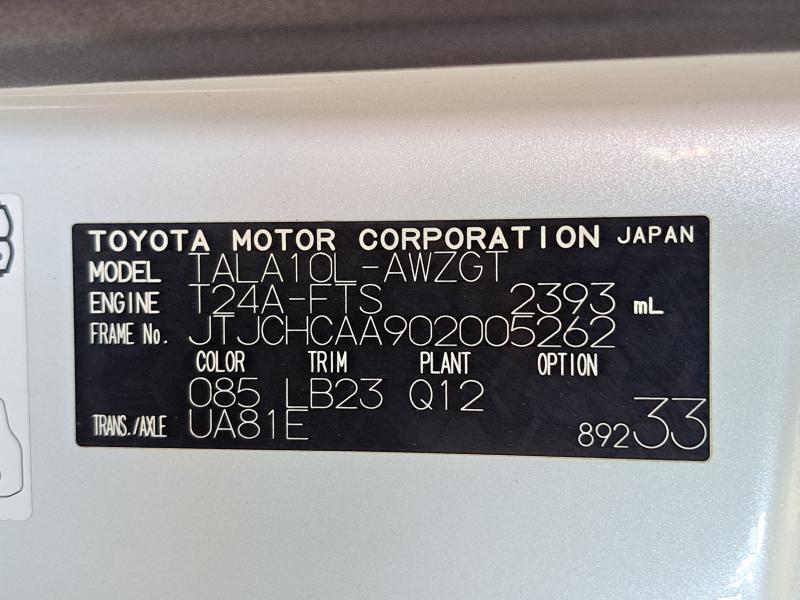 TOYOTA MOTOR CORPORATION JAPAN
MODEL TALA10L-AWZGT
ENGINE T24A-FTS 2393 mL
FRAME No. JTJCHCAA902005262
COLOR TRIM PLANT OPTION
085 LB23 Q12
TRANS./AXLE UA81E 89233